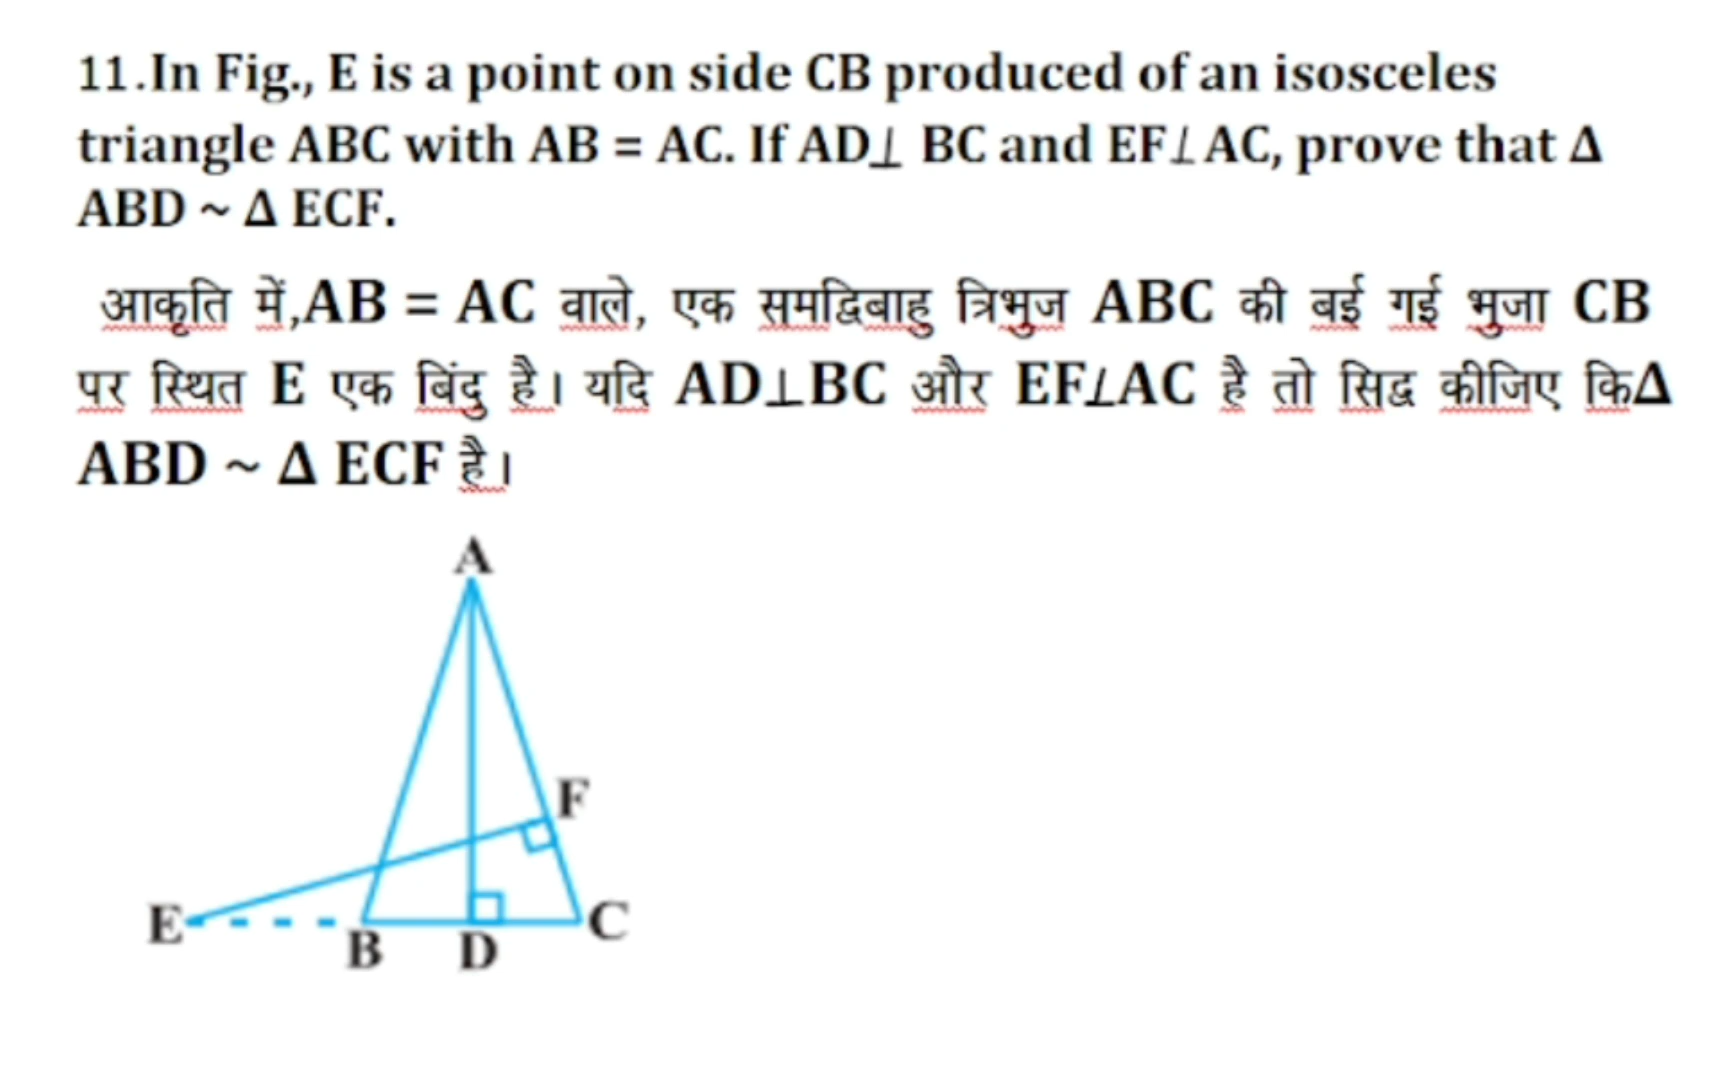 11.In Fig., E is a point on side CB produced of an isosceles
triangle ABC with AB = AC. If AD⊥ BC and EF⊥AC, prove that Δ
ABD ~ Δ ECF.
आकृति में,AB = AC वाले, एक समद्विबाहु त्रिभुज ABC की बई गई भुजा CB
पर स्थित E एक बिंदु है। यदि AD⊥BC और EF⊥AC है तो सिद्ध कीजिए किΔ
ABD ~ Δ ECF है।
A
F
E
B
D
C